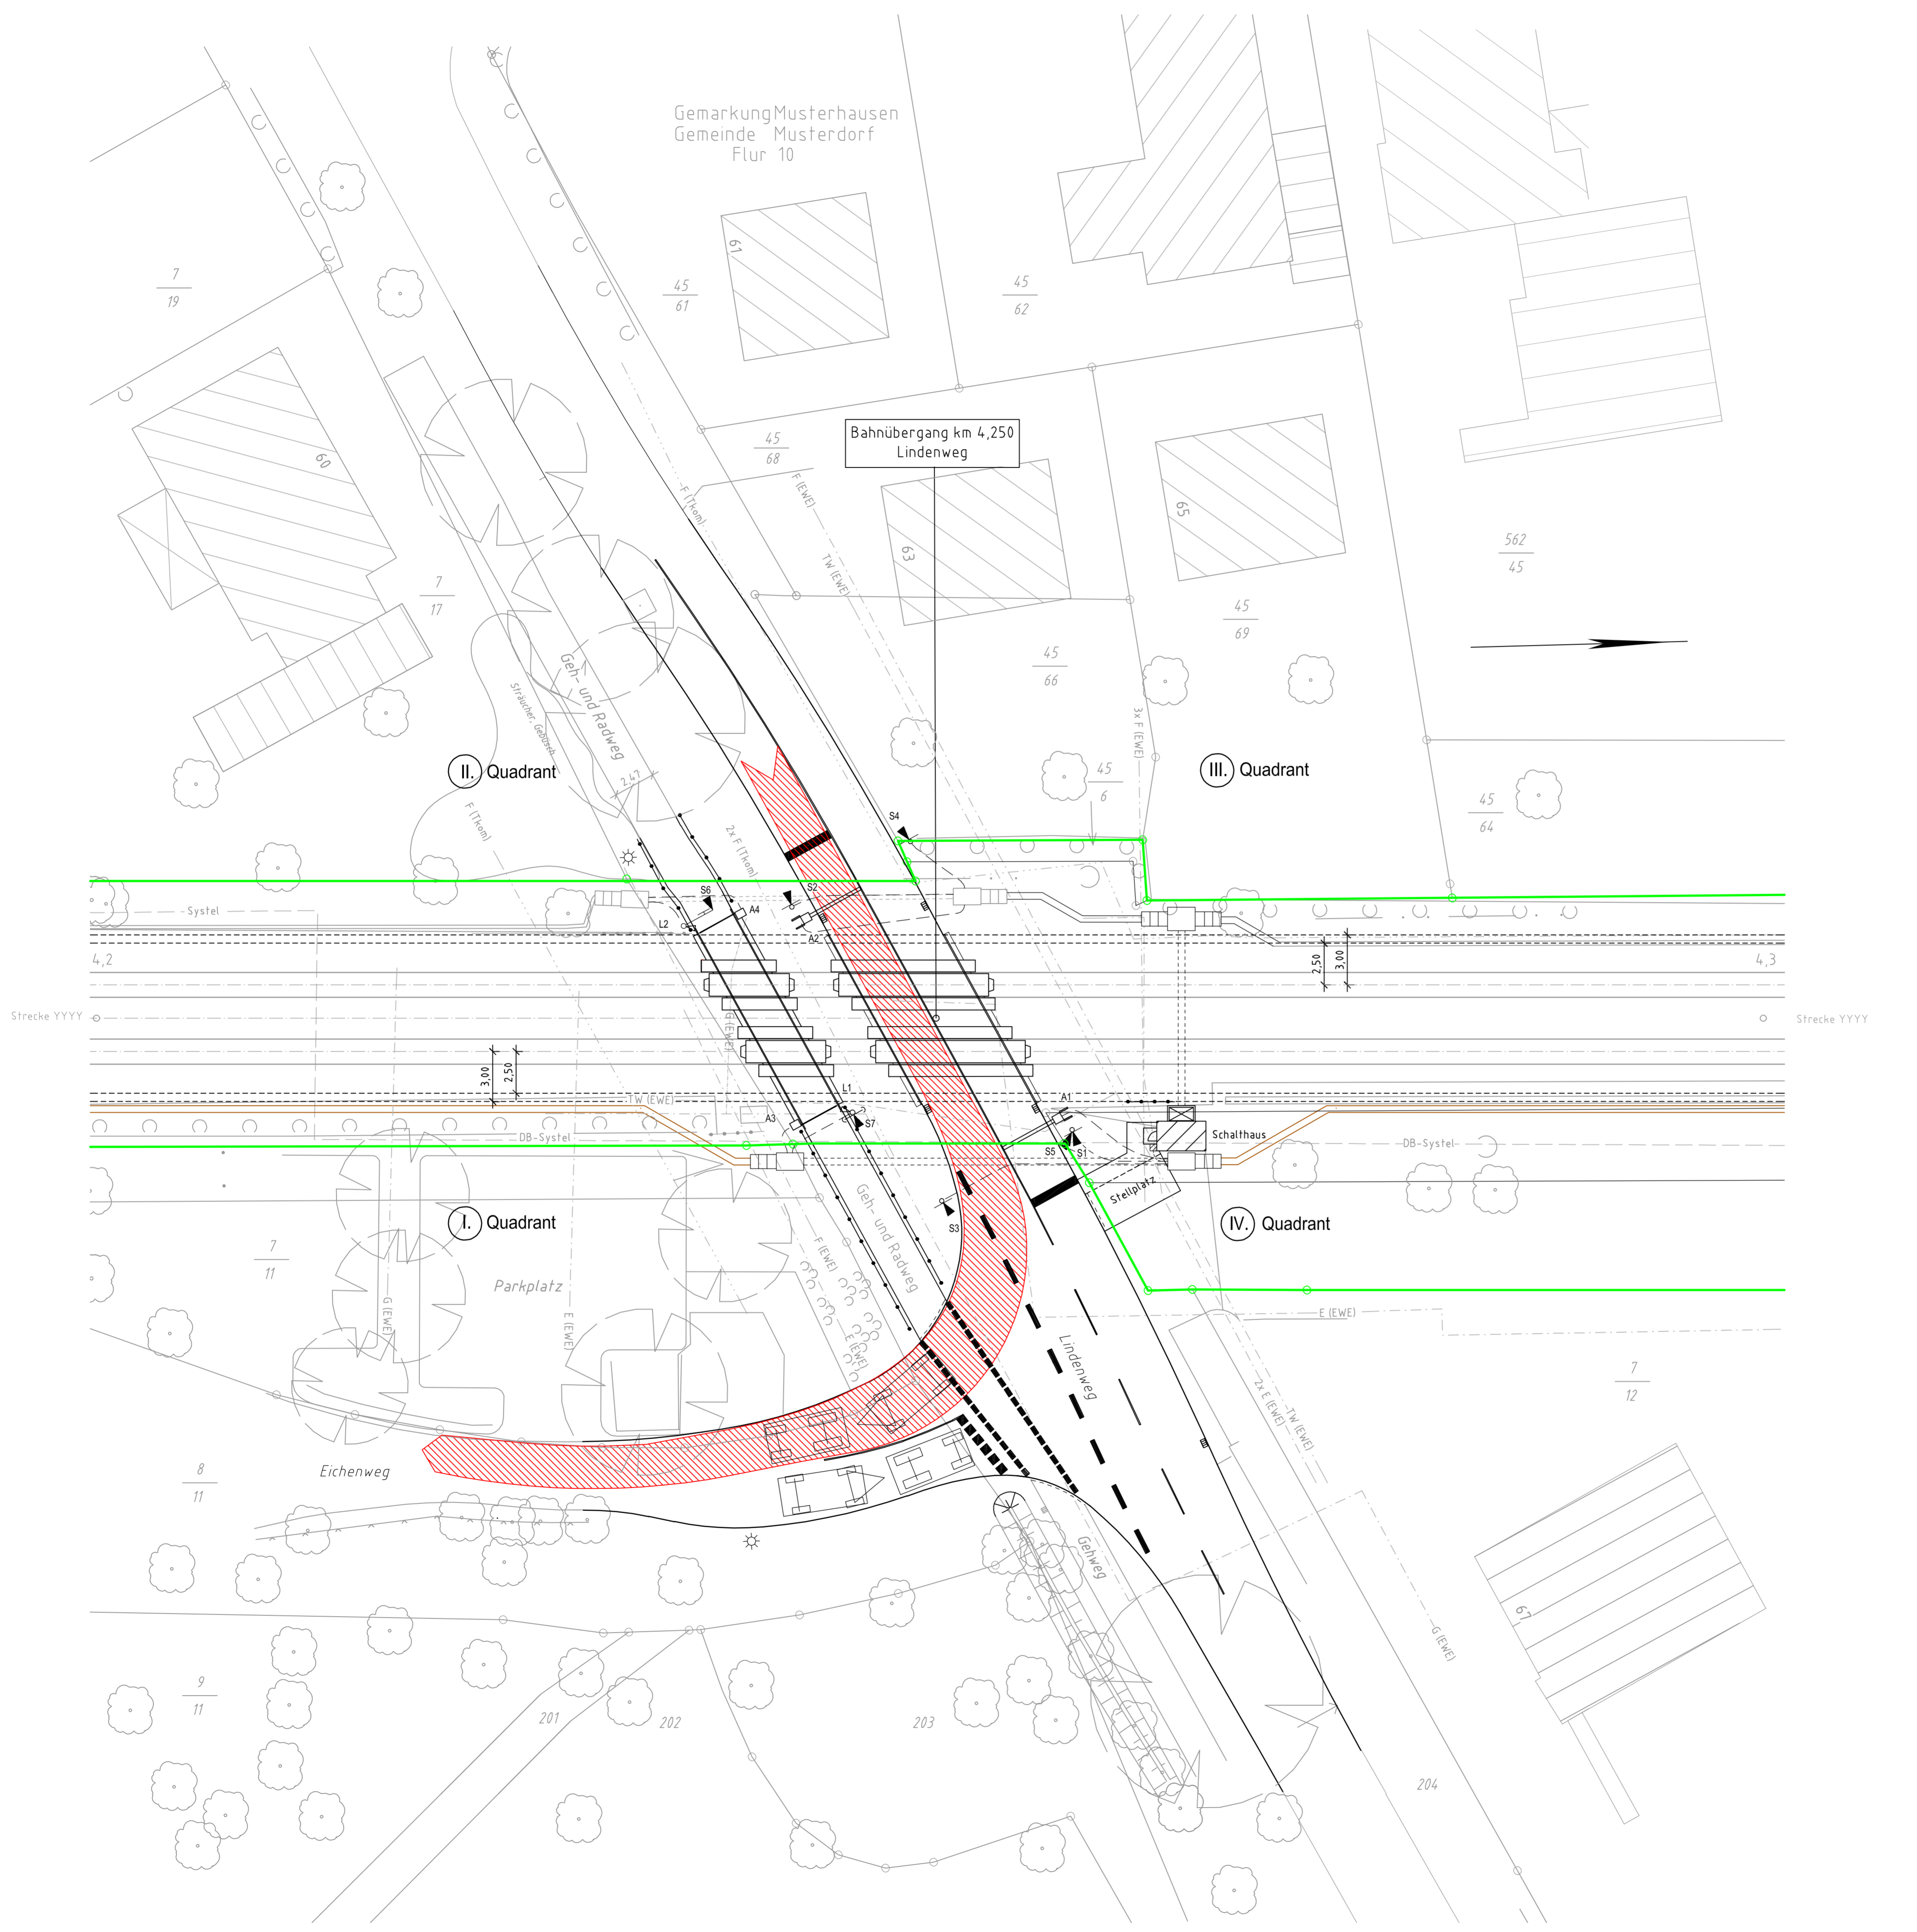 GemarkungMusterhausen
Gemeinde Musterdorf
Flur 10
61
7
19
45
61
45
62
Bahnübergang km 4,250
Lindenweg
45
68
60
F (Tkom)
F (EWE)
TW (EWE)
63
65
562
45
7
17
45
69
45
66
Geh- und Radweg
Sträucher, Gebüsch
3x F (EWE)
II. Quadrant
2.47
III. Quadrant
45
6
45
64
F (Tkom)
2x F (Tkom)
S4
S2
S6
A4
L2
A2
Systel
4,2
2,50
3,00
4,3
Strecke YYYY
G (EWE)
Strecke YYYY
3,00
2,50
TW (EWE)
L1
A1
A3
S7
DB-Systel
S5
S1
Schalthaus
DB-Systel
Stellplatz
I. Quadrant
Geh- und Radweg
S3
IV. Quadrant
F (EWE)
7
11
Parkplatz
G (EWE)
E (EWE)
E (EWE)
E (EWE)
Lindenweg
7
12
2x E (EWE)
TW (EWE)
8
11
Eichenweg
Gehweg
67
G (EWE)
9
11
201
202
203
204